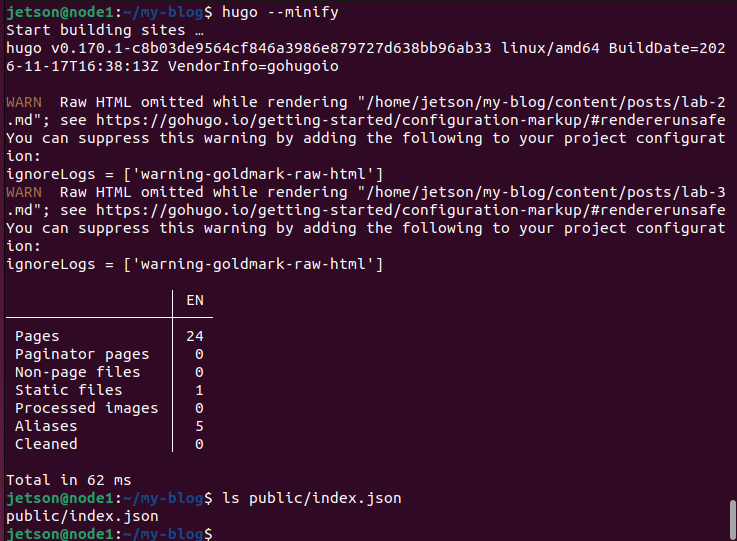 jetson@node1:~/my-blog$ hugo --minify
Start building sites …
hugo v0.170.1-c8b03de9564cf846a3986e879727d638bb96ab33 linux/amd64 BuildDate=202
6-11-17T16:38:13Z VendorInfo=gohugoio
WARN  Raw HTML omitted while rendering "/home/jetson/my-blog/content/posts/lab-2
.md"; see https://gohugo.io/getting-started/configuration-markup/#rendererunsafe
You can suppress this warning by adding the following to your project configurat
ion:
ignoreLogs = ['warning-goldmark-raw-html']
WARN  Raw HTML omitted while rendering "/home/jetson/my-blog/content/posts/lab-3
.md"; see https://gohugo.io/getting-started/configuration-markup/#rendererunsafe
You can suppress this warning by adding the following to your project configurat
ion:
ignoreLogs = ['warning-goldmark-raw-html']
EN
Pages 24
Paginator pages 0
Non-page files 0
Static files 1
Processed images 0
Aliases 5
Cleaned 0
Total in 62 ms
jetson@node1:~/my-blog$ ls public/index.json
public/index.json
jetson@node1:~/my-blog$